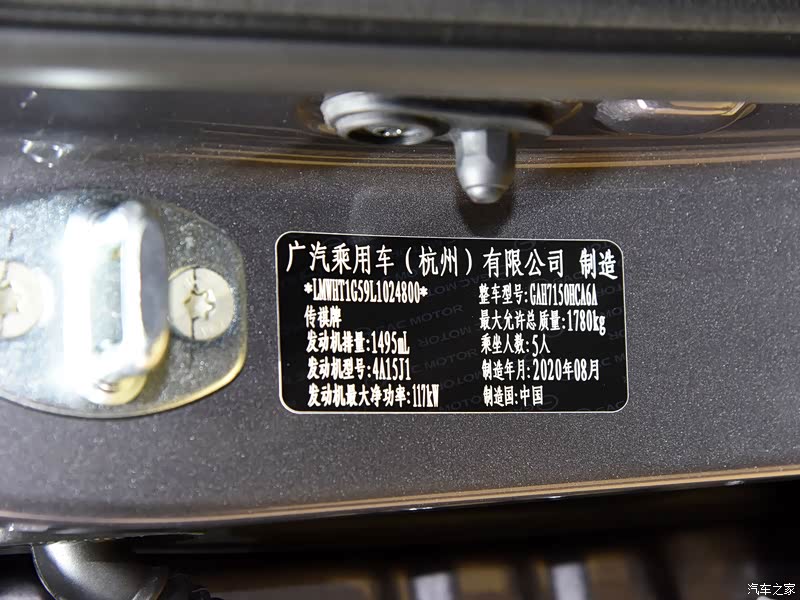 广汽乘用车（杭州）有限公司 制造
*LMWHT1G59L1024800* 整车型号:GAH7150HCA6A
传祺牌 最大允许总质量:1780kg
发动机排量:1495mL 乘坐人数:5人
发动机型号:4A15J1 制造年月:2020年08月
发动机最大净功率:117kW 制造国:中国
GAC MOTOR
汽车之家